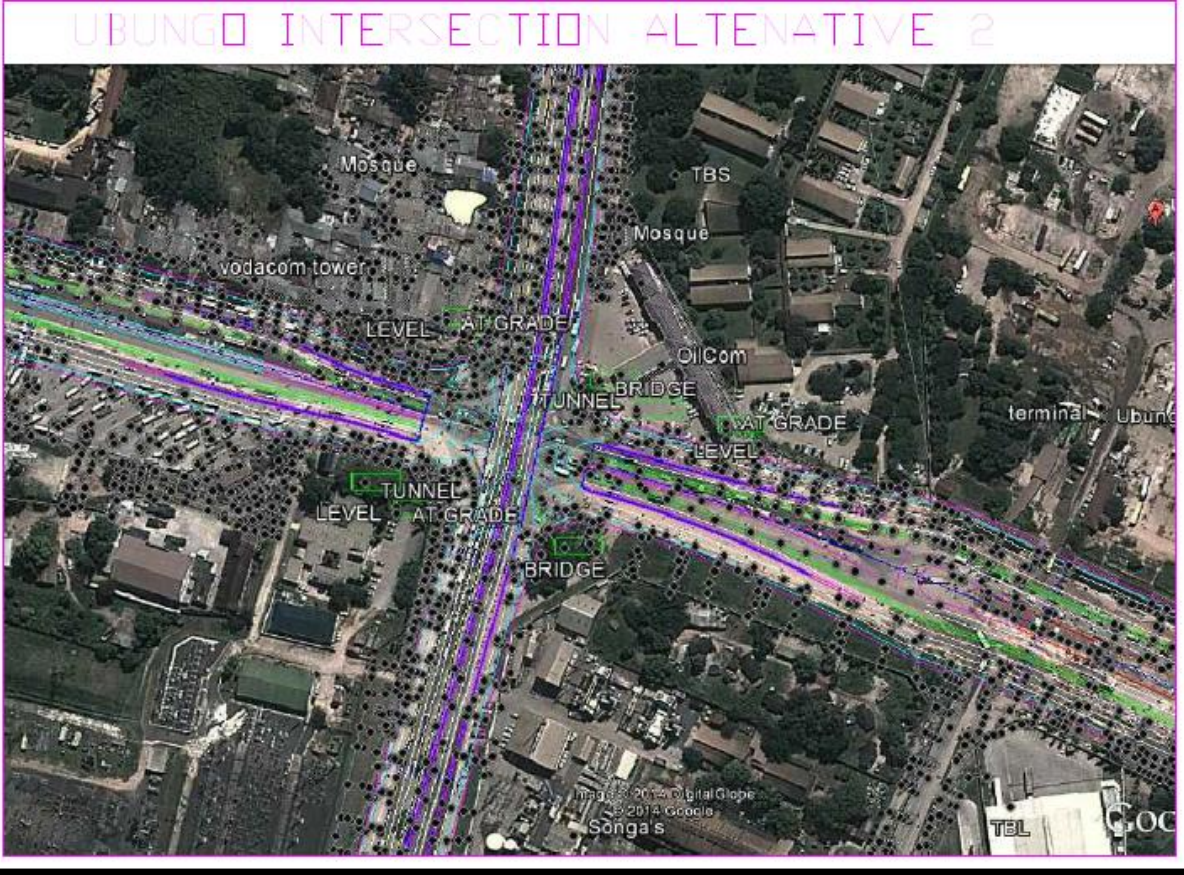 UBUNGO INTERSECTION ALTENATIVE 2
Mosque
TBS
Mosque
vodacom tower
LEVEL
AT GRADE
OilCom
TUNNEL
BRIDGE
AT GRADE
LEVEL
terminal
Ubung
TUNNEL
LEVEL
AT GRADE
BRIDGE
Image © 2014 DigitalGlobe
© 2014 Google
Songa's
TBL
Goo